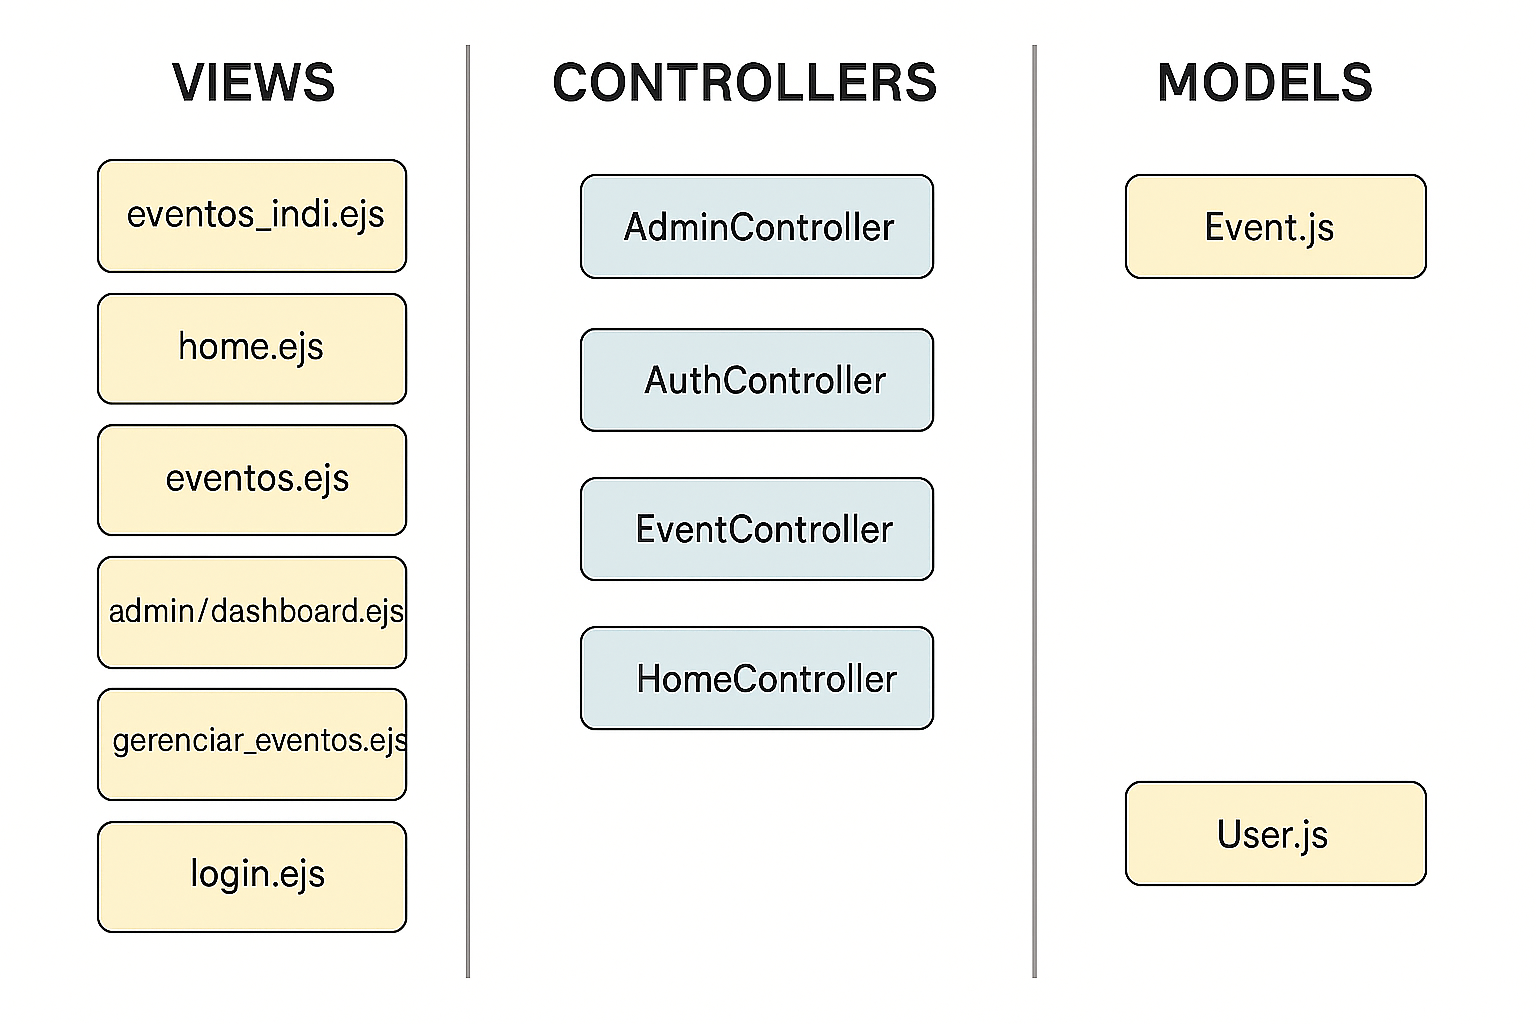 VIEWS
eventos_indi.ejs
home.ejs
eventos.ejs
admin/dashboard.ejs
gerenciar_eventos.ejs
login.ejs
CONTROLLERS
AdminController
AuthController
EventController
HomeController
MODELS
Event.js
User.js